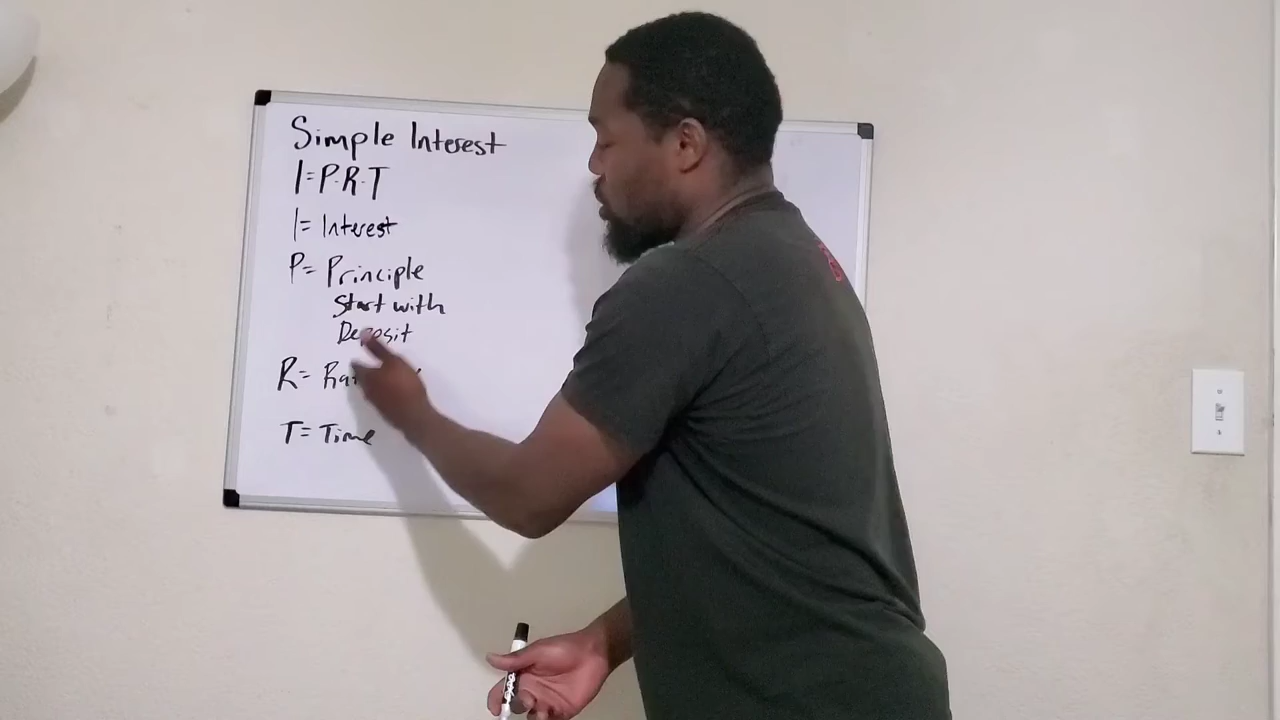 Simple Interest
I=P·R·T
I= Interest
P= Principle
Start with
Deposit
R=
T= Time